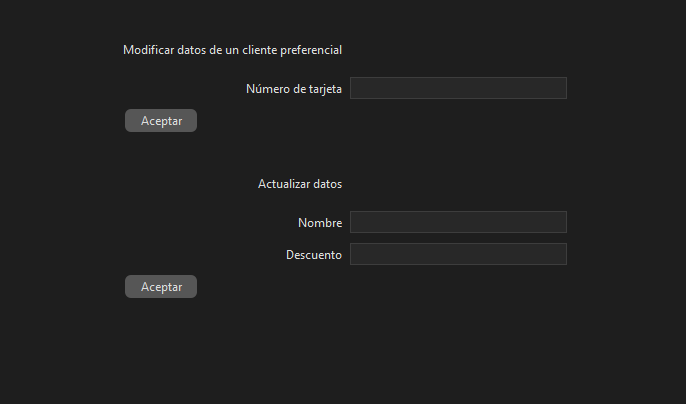 Modificar datos de un cliente preferencial
Número de tarjeta
Aceptar
Actualizar datos
Nombre
Descuento
Aceptar